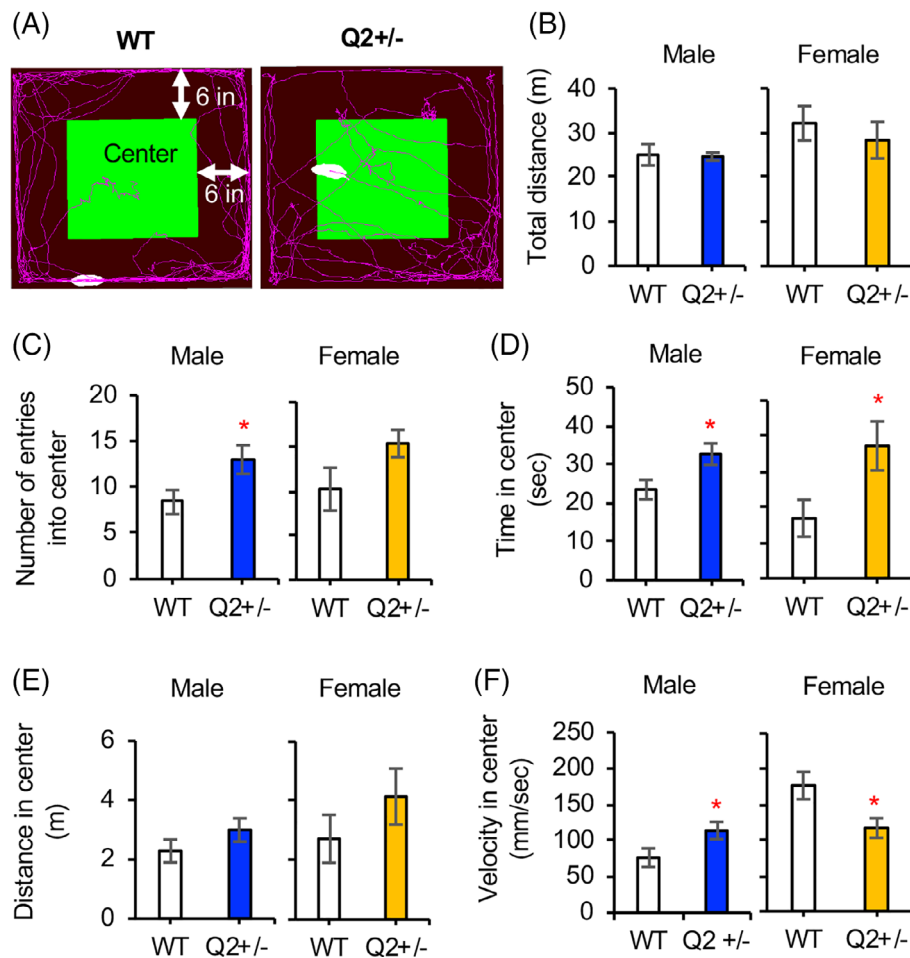 (A)
WT Q2+/-
6 in
Center
6 in
(B)
Male Female
Total distance (m)
40
30
20
10
0
WT Q2+/- WT Q2+/-
(C)
Male Female
Number of entries
into center
20
15
10
5
0
*
WT Q2+/- WT Q2+/-
(D)
Male Female
Time in center
(sec)
50
40
30
20
10
0
* *
WT Q2+/- WT Q2+/-
(E)
Male Female
Distance in center
(m)
6
4
2
0
WT Q2+/- WT Q2+/-
(F)
Male Female
Velocity in center
(mm/sec)
250
200
150
100
50
0
* *
WT Q2 +/- WT Q2+/-